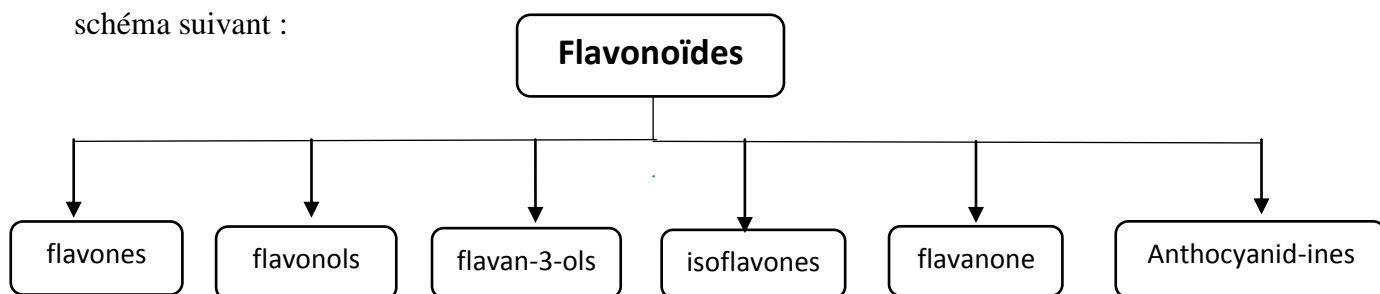 schéma suivant :
Flavonoïdes
flavones
flavonols
flavan-3-ols
isoflavones
flavanone
Anthocyanid-ines